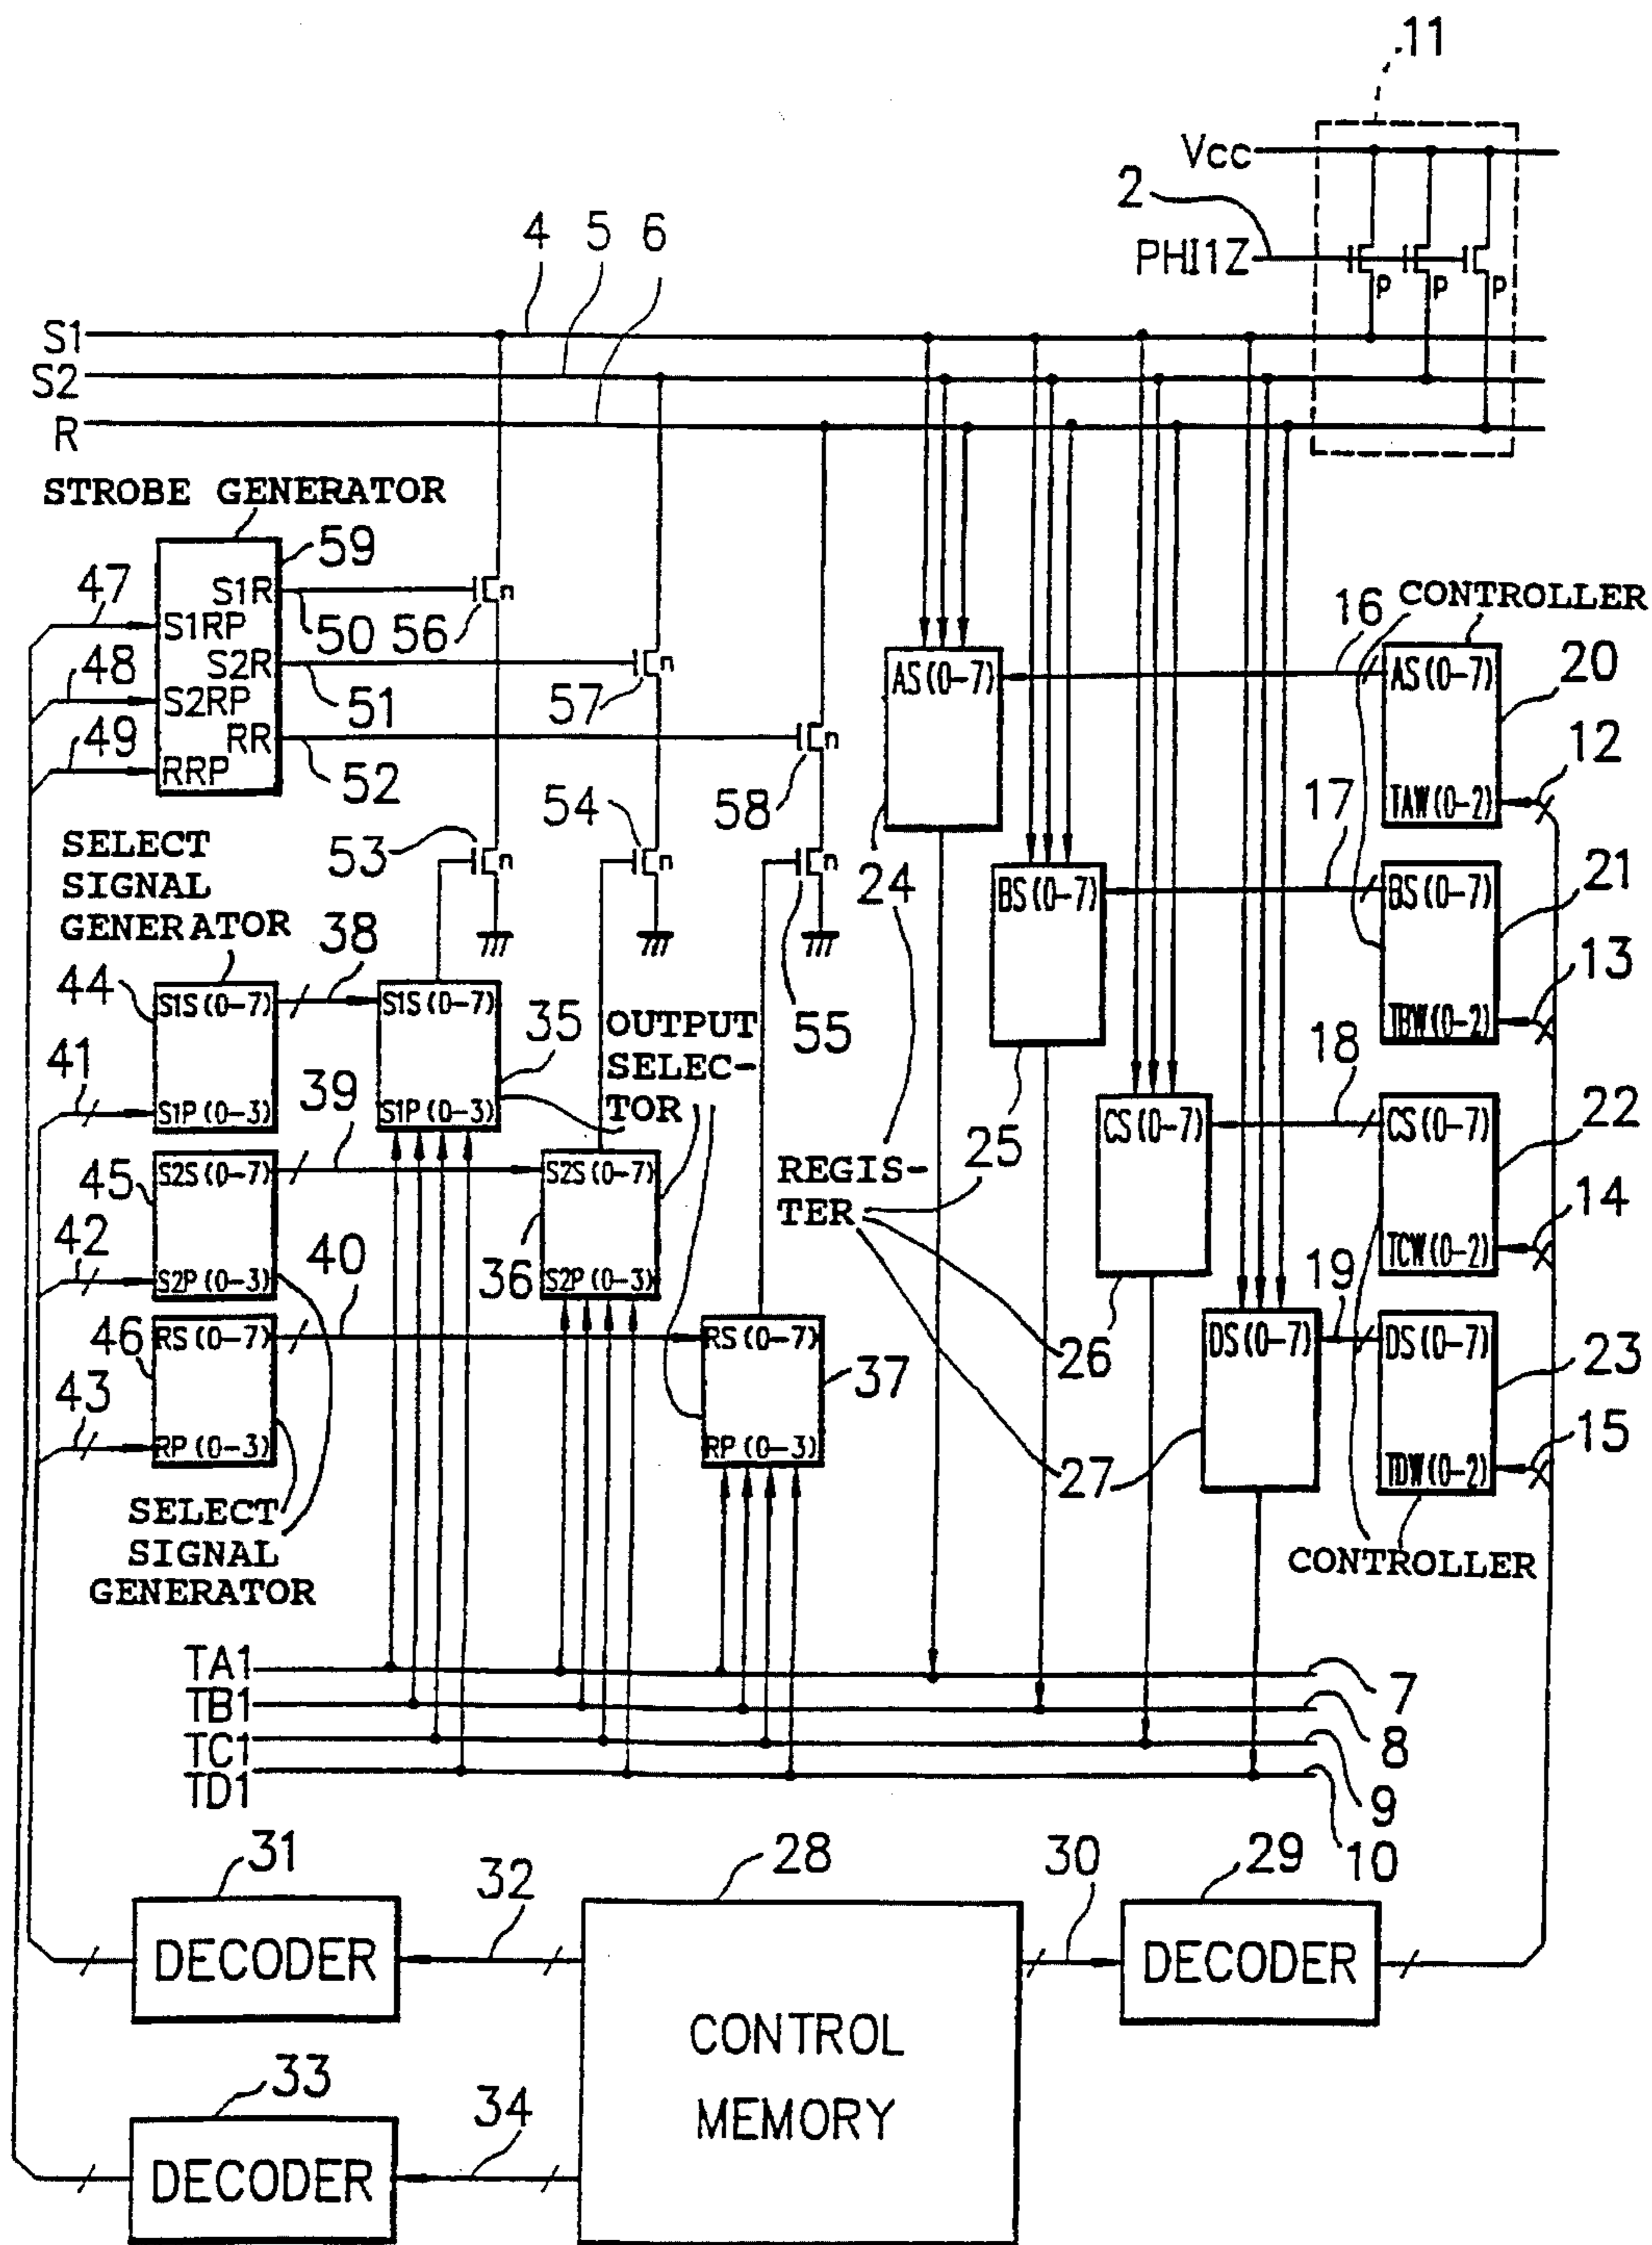 11
Vcc
2
PHI1Z
P
P
P
4
5
6
S1
S2
R
STROBE GENERATOR
59
47
S1R
n
S1RP
50
56
16
CONTROLLER
48
S2R
n
S2RP
51
57
AS(0-7)
AS(0-7)
20
49
RR
n
RRP
52
54
58
12
TAW(0-2)
SELECT
SIGNAL
GENERATOR
53
n
n
n
24
17
BS(0-7)
BS(0-7)
21
38
44
S1S(0-7)
S1S(0-7)
35
OUTPUT
SELEC-
TOR
55
13
TBW(0-2)
41
S1P(0-3)
39
S1P(0-3)
25
18
CS(0-7)
CS(0-7)
22
45
S2S(0-7)
S2S(0-7)
REGIS-
TER
42
S2P(0-3)
40
36
S2P(0-3)
14
TCW(0-2)
46
RS(0-7)
RS(0-7)
37
26
19
DS(0-7)
DS(0-7)
23
43
RP(0-3)
RP(0-3)
27
15
TDW(0-2)
SELECT
SIGNAL
GENERATOR
CONTROLLER
TA1
7
TB1
8
TC1
9
TD1
10
31
32
28
30
29
DECODER
DECODER
CONTROL
MEMORY
33
34
DECODER